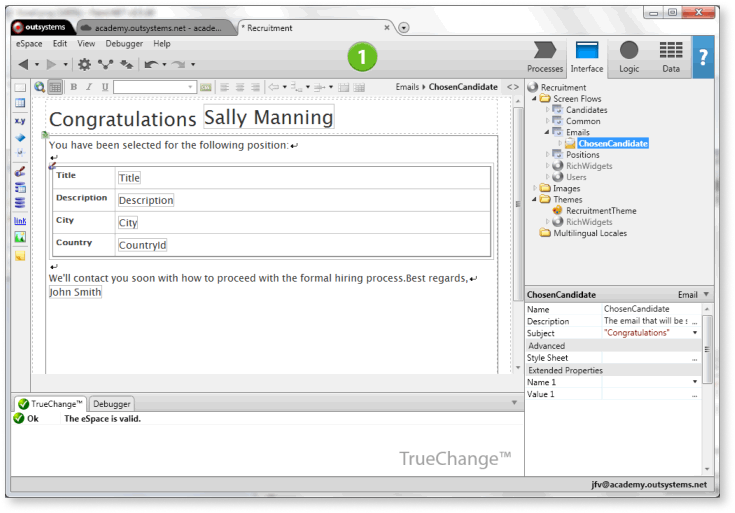 outsystems
academy.outsystems.net - acade...
* Recruitment
eSpace Edit View Debugger Help
1
Processes Interface Logic Data
?
B I U
Emails ChosenCandidate <>
x.y
link
Congratulations Sally Manning
You have been selected for the following position:
Title Title
Description Description
City City
Country CountryId
We'll contact you soon with how to proceed with the formal hiring process.Best regards,
John Smith
Recruitment
Screen Flows
Candidates
Common
Emails
ChosenCandidate
Positions
RichWidgets
Users
Images
Themes
RecruitmentTheme
RichWidgets
Multilingual Locales
ChosenCandidate Email
Name ChosenCandidate
Description The email that will be s ...
Subject "Congratulations"
Advanced
Style Sheet ...
Extended Properties
Name 1
Value 1 ...
TrueChange™ Debugger
Ok The eSpace is valid.
TrueChange™
jfv@academy.outsystems.net